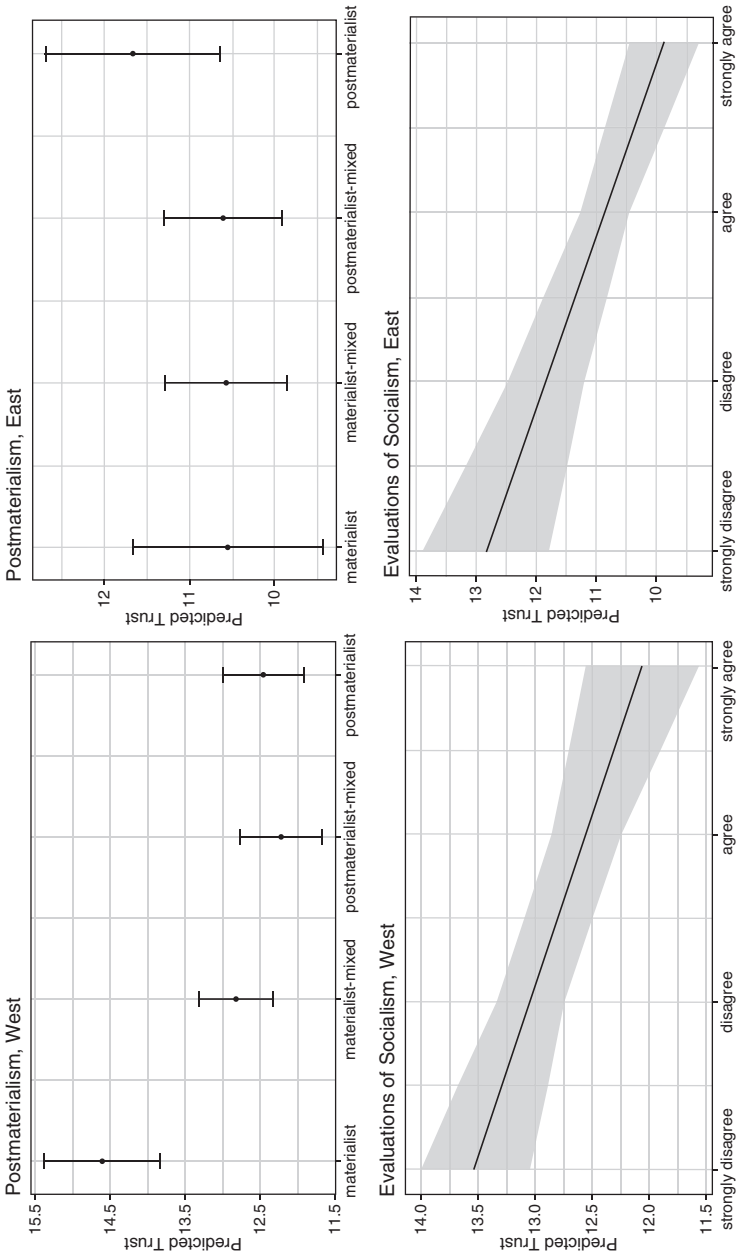 Postmaterialism, West
Predicted Trust
15.5
14.5
13.5
12.5
11.5
materialist
materialist-mixed
postmaterialist-mixed
postmaterialist
Postmaterialism, East
Predicted Trust
12
11
10
materialist
materialist-mixed
postmaterialist-mixed
postmaterialist
Evaluations of Socialism, West
Predicted Trust
14.0
13.5
13.0
12.5
12.0
11.5
strongly disagree
disagree
agree
strongly agree
Evaluations of Socialism, East
Predicted Trust
14
13
12
11
10
strongly disagree
disagree
agree
strongly agree